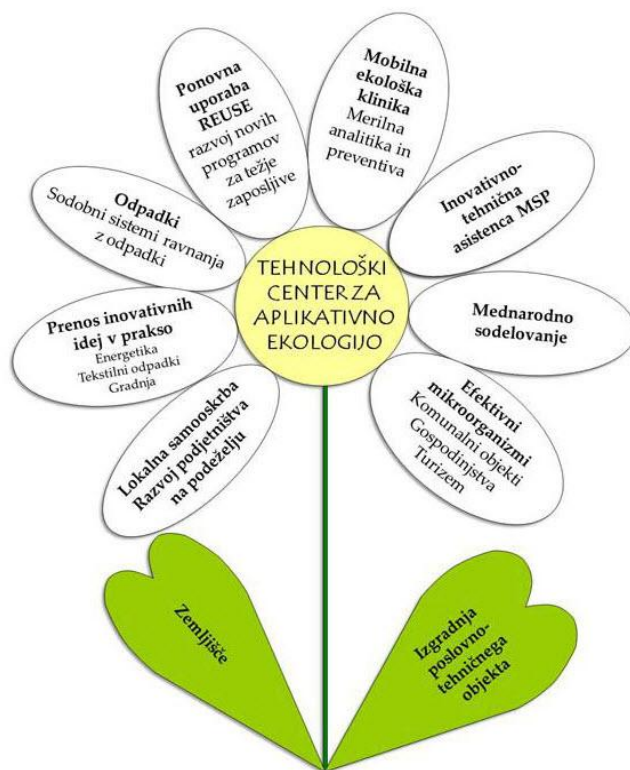 Ponovna
uporaba
REUSE
razvoj novih
programov
za težje
zaposljive
Mobilna
ekološka
klinika
Merilna
analitika in
preventiva
Inovativno-
tehnična
asistenca MSP
Odpadki
Sodobni sistemi ravnanja
z odpadki
TEHNOLOŠKI
CENTER ZA
APLIKATIVNO
EKOLOGIJO
Mednarodno
sodelovanje
Prenos inovativnih
idej v prakso
Energetika
Tekstilni odpadki
Gradnja
Efektivni
mikroorganizmi
Komunalni objekti
Gospodinjstva
Turizem
Lokalna samooskrba
Razvoj podjetništva
na podeželju
Zemljišče
Izgradnja
poslovno-
tehničnega
objekta